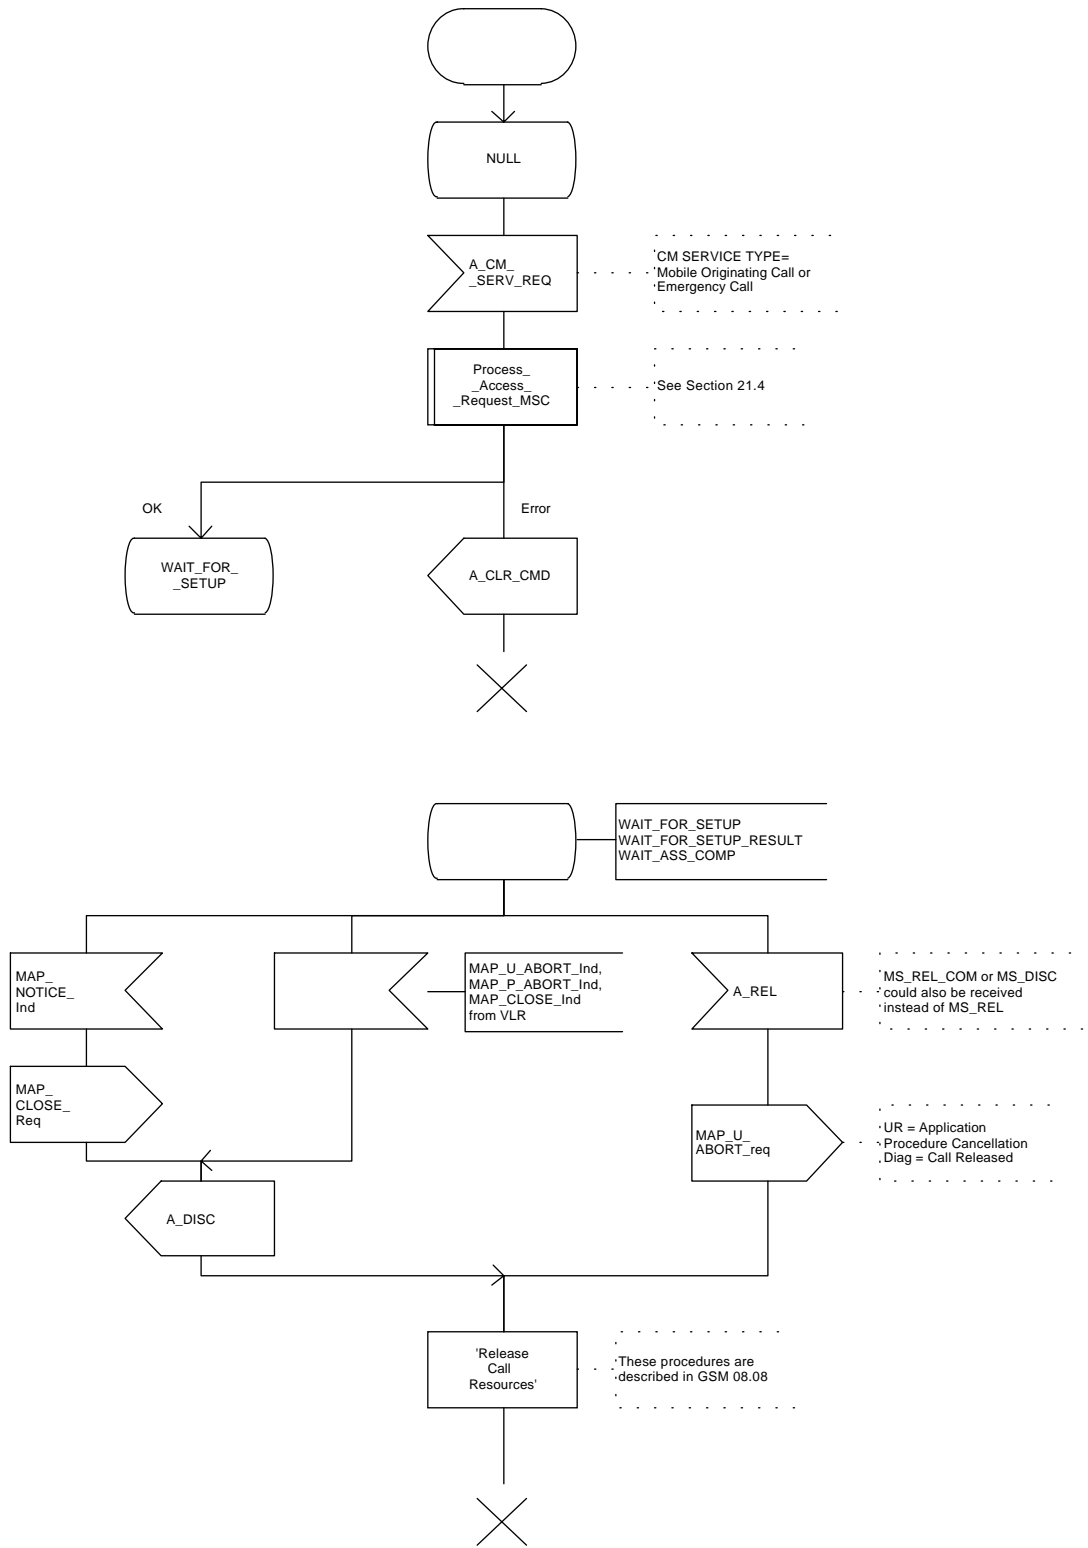 NULL
A_CM_
_SERV_REQ
CM SERVICE TYPE=
Mobile Originating Call or
Emergency Call
Process_
_Access_
_Request_MSC
See Section 21.4
OK
Error
WAIT_FOR_
_SETUP
A_CLR_CMD
WAIT_FOR_SETUP
WAIT_FOR_SETUP_RESULT
WAIT_ASS_COMP
MAP_
NOTICE_
Ind
MAP_U_ABORT_Ind,
MAP_P_ABORT_Ind,
MAP_CLOSE_Ind
from VLR
A_REL
MS_REL_COM or MS_DISC
could also be received
instead of MS_REL
MAP_
CLOSE_
Req
MAP_U_
ABORT_req
UR = Application
Procedure Cancellation
Diag = Call Released
A_DISC
'Release
Call
Resources'
These procedures are
described in GSM 08.08